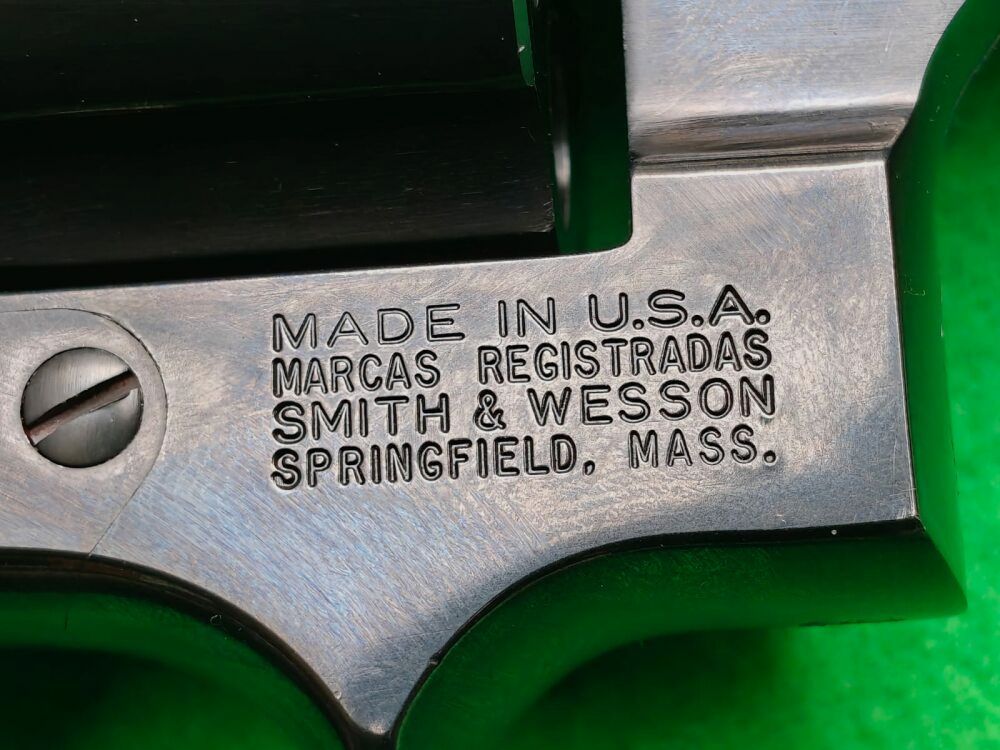 MADE IN U.S.A.
MARCAS REGISTRADAS
SMITH & WESSON
SPRINGFIELD, MASS.